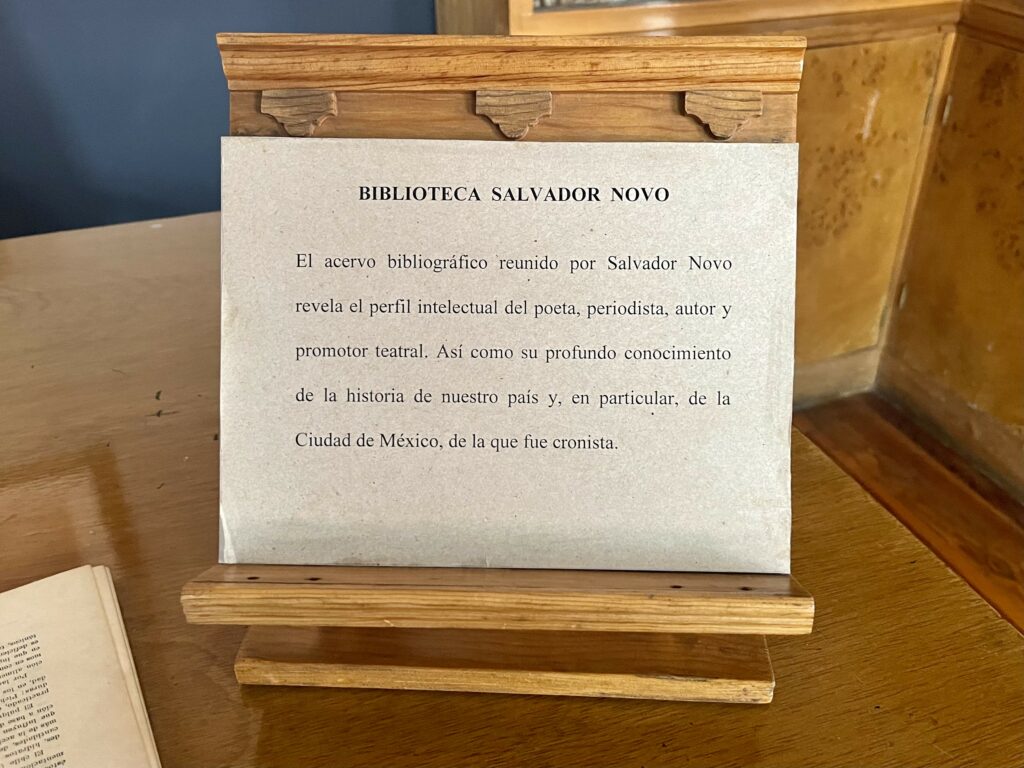 BIBLIOTECA SALVADOR NOVO
El acervo bibliográfico reunido por Salvador Novo
revela el perfil intelectual del poeta, periodista, autor y
promotor teatral. Así como su profundo conocimiento
de la historia de nuestro país y, en particular, de la
Ciudad de México, de la que fue cronista.